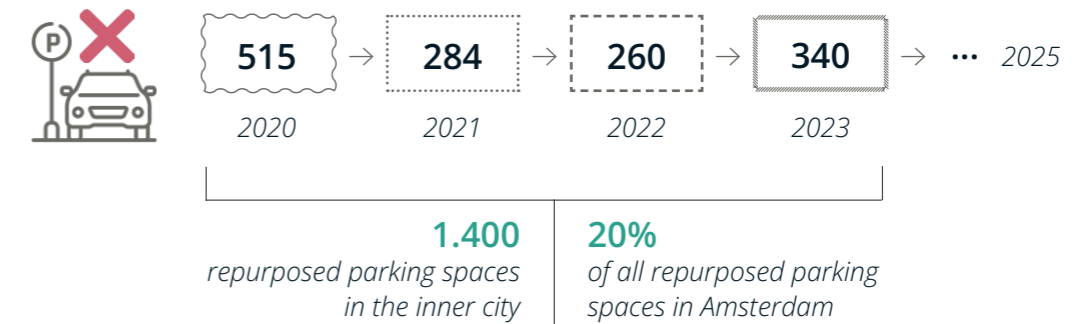 P
515 → 284 → 260 → 340 → ... 2025
2020 2021 2022 2023
1.400
repurposed parking spaces
in the inner city
20%
of all repurposed parking
spaces in Amsterdam